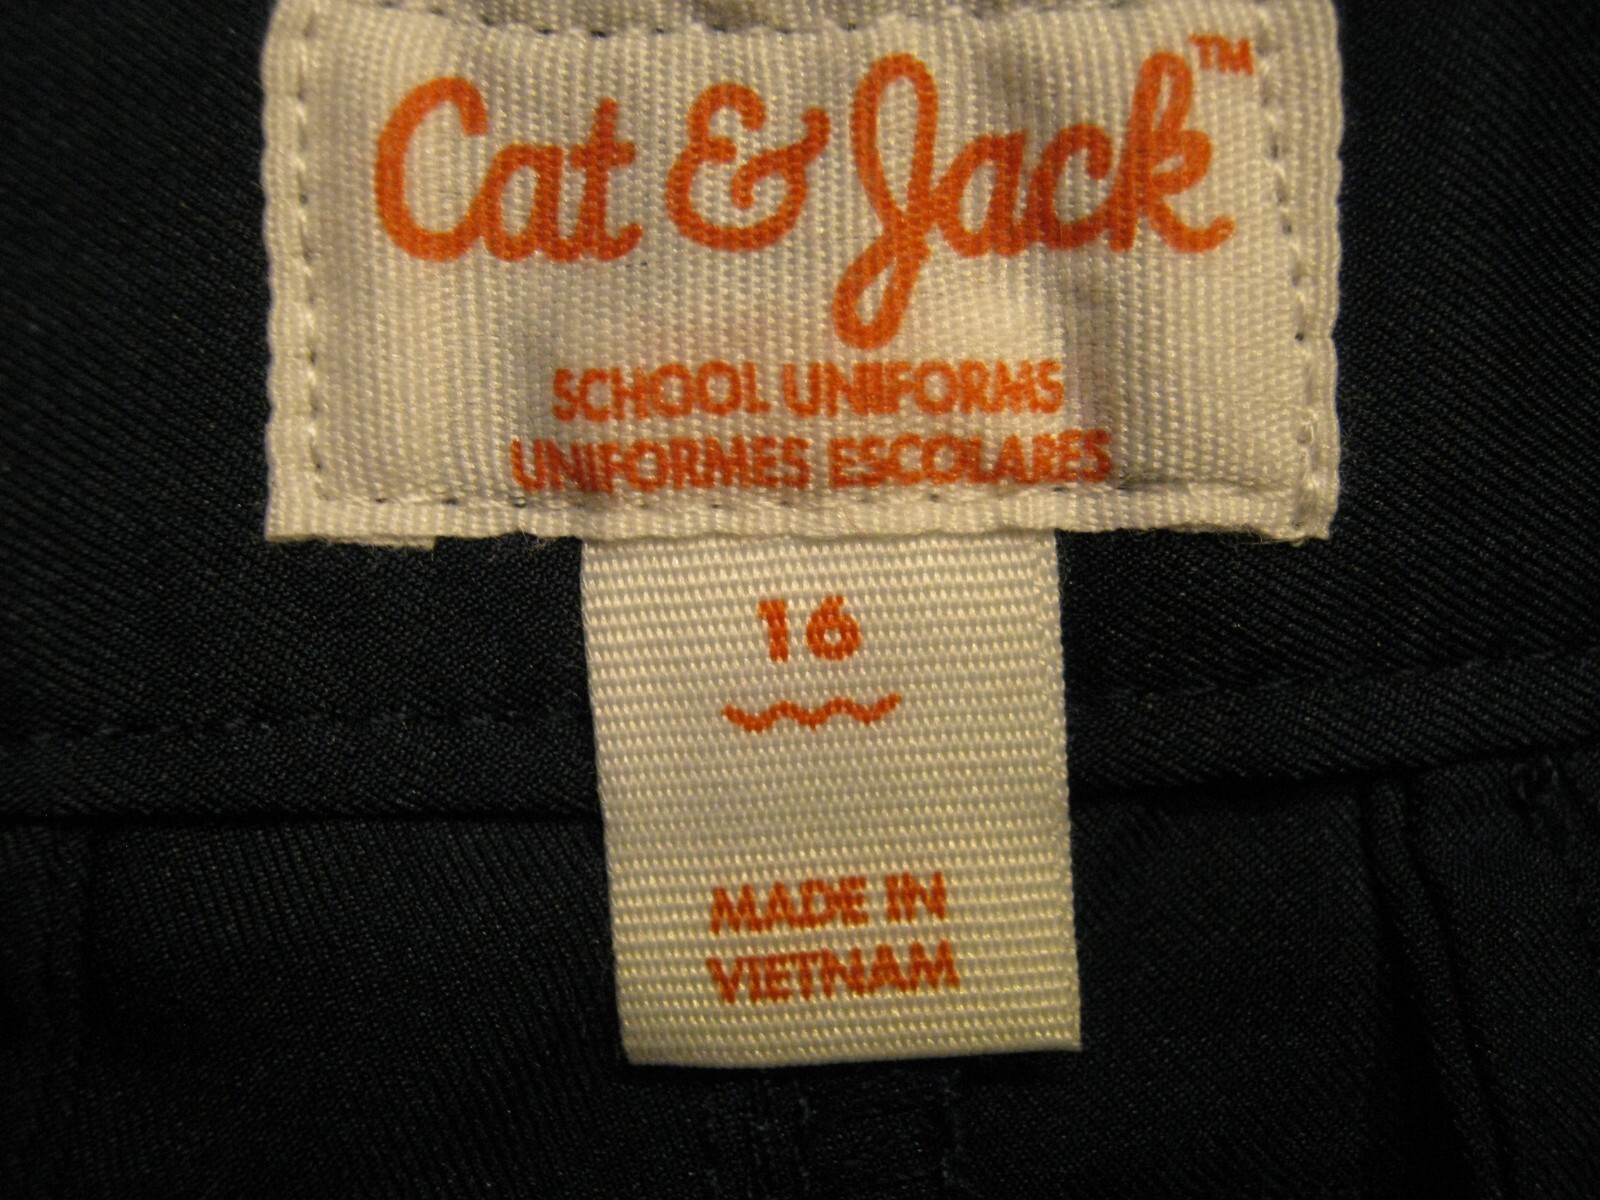 Cat & Jack™
SCHOOL UNIFORMS
UNIFORMES ESCOLARES
16
MADE IN
VIETNAM